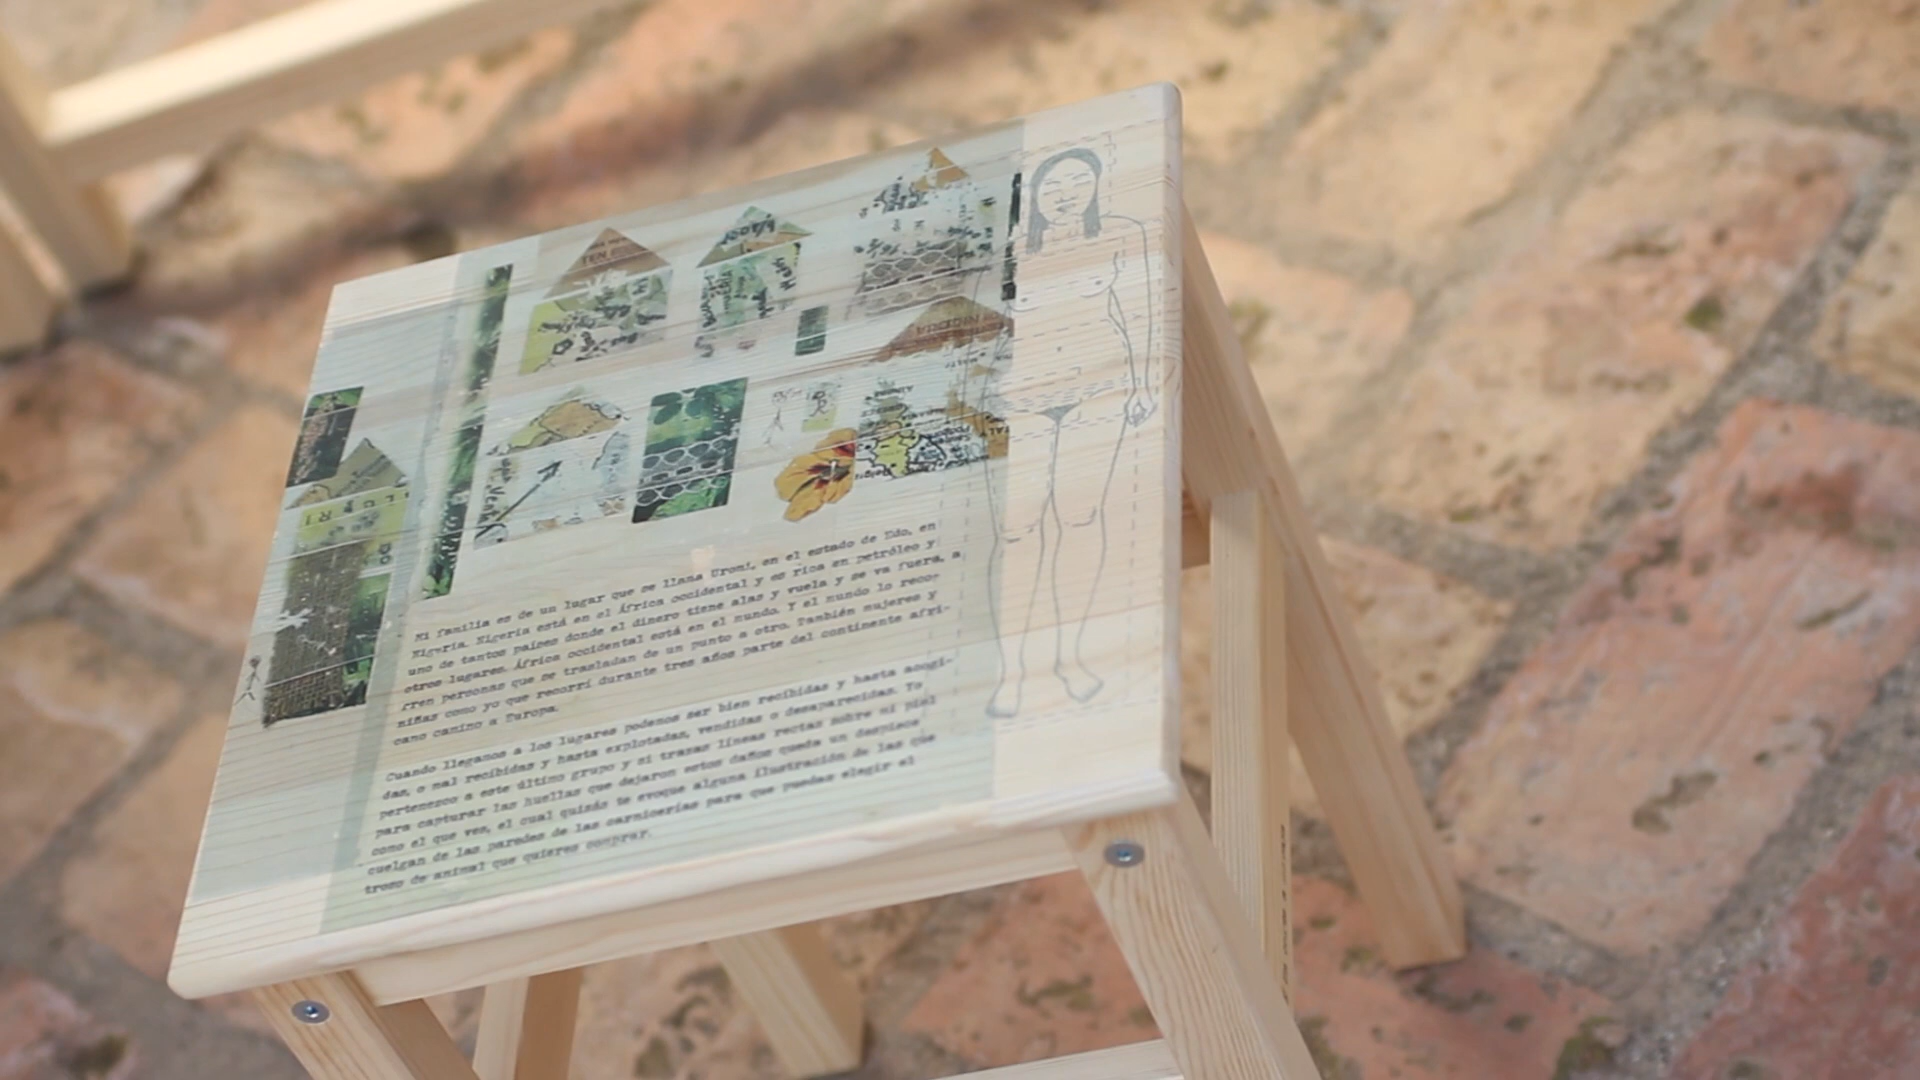 TEN
NIGERIA
Mi familia es de un lugar que se llama Uromi, en el estado de Edo, en
Nigeria. Nigeria está en el África occidental y es rica en petróleo y
uno de tantos países donde el dinero tiene alas y vuela y se va fuera, a
otros lugares. África occidental está en el mundo. Y el mundo lo reco-
rren personas que se trasladan de un punto a otro. También mujeres y
niñas como yo que recorrí durante tres años parte del continente afri-
cano camino a Europa.
Cuando llegamos a los lugares podemos ser bien recibidas y hasta acogi-
das, o mal recibidas y hasta explotadas, vendidas o desaparecidas. Yo
pertenezco a este último grupo y si trazas líneas rectas sobre mi piel
para capturar las huellas que dejaron estos daños queda un despiece
como el que ves, el cual quizás te evoque alguna ilustración de las que
cuelgan de las paredes de las carnicerías para que puedas elegir el
trozo de animal que quieres comprar.